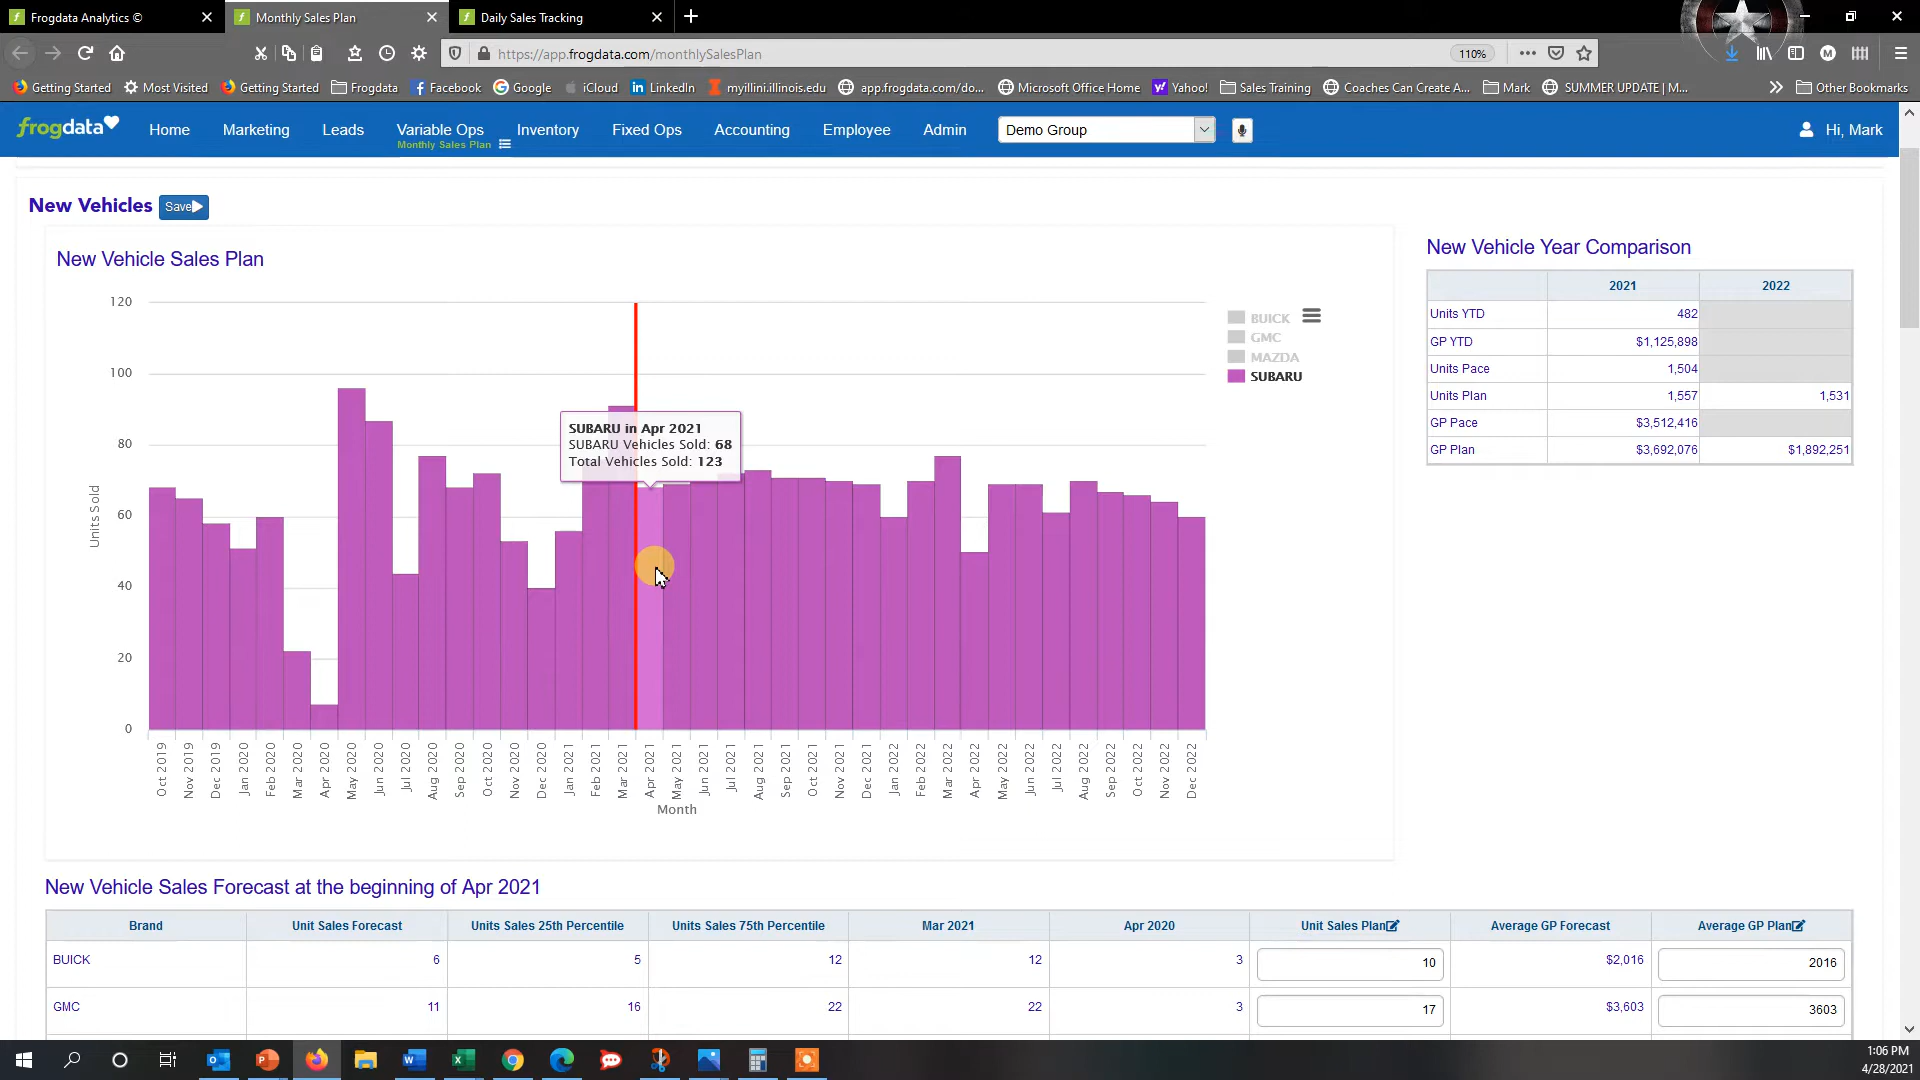 Frogdata Analytics ©
Monthly Sales Plan
Daily Sales Tracking
https://app.frogdata.com/monthlySalesPlan
110%
Getting Started
Most Visited
Getting Started
Frogdata
Facebook
Google
iCloud
LinkedIn
myillini.illinois.edu
app.frogdata.com/do...
Microsoft Office Home
Yahoo!
Sales Training
Coaches Can Create A...
Mark
SUMMER UPDATE | M...
Other Bookmarks
frogdata
Home
Marketing
Leads
Variable Ops
Monthly Sales Plan
Inventory
Fixed Ops
Accounting
Employee
Admin
Demo Group
Hi, Mark
New Vehicles
Save
New Vehicle Sales Plan
120
100
80
60
40
20
0
Units Sold
BUICK
GMC
MAZDA
SUBARU
SUBARU in Apr 2021
SUBARU Vehicles Sold: 68
Total Vehicles Sold: 123
Oct 2019
Nov 2019
Dec 2019
Jan 2020
Feb 2020
Mar 2020
Apr 2020
May 2020
Jun 2020
Jul 2020
Aug 2020
Sep 2020
Oct 2020
Nov 2020
Dec 2020
Jan 2021
Feb 2021
Mar 2021
Apr 2021
May 2021
Jun 2021
Jul 2021
Aug 2021
Sep 2021
Oct 2021
Nov 2021
Dec 2021
Jan 2022
Feb 2022
Mar 2022
Apr 2022
May 2022
Jun 2022
Jul 2022
Aug 2022
Sep 2022
Oct 2022
Nov 2022
Dec 2022
Month
New Vehicle Year Comparison
2021 2022
Units YTD 482
GP YTD $1,125,898
Units Pace 1,504
Units Plan 1,557 1,531
GP Pace $3,512,416
GP Plan $3,692,076 $1,892,251
New Vehicle Sales Forecast at the beginning of Apr 2021
Brand Unit Sales Forecast Units Sales 25th Percentile Units Sales 75th Percentile Mar 2021 Apr 2020 Unit Sales Plan Average GP Forecast Average GP Plan
BUICK 6 5 12 12 3 10 $2,016 2016
GMC 11 16 22 22 3 17 $3,603 3603
1:06 PM
4/28/2021